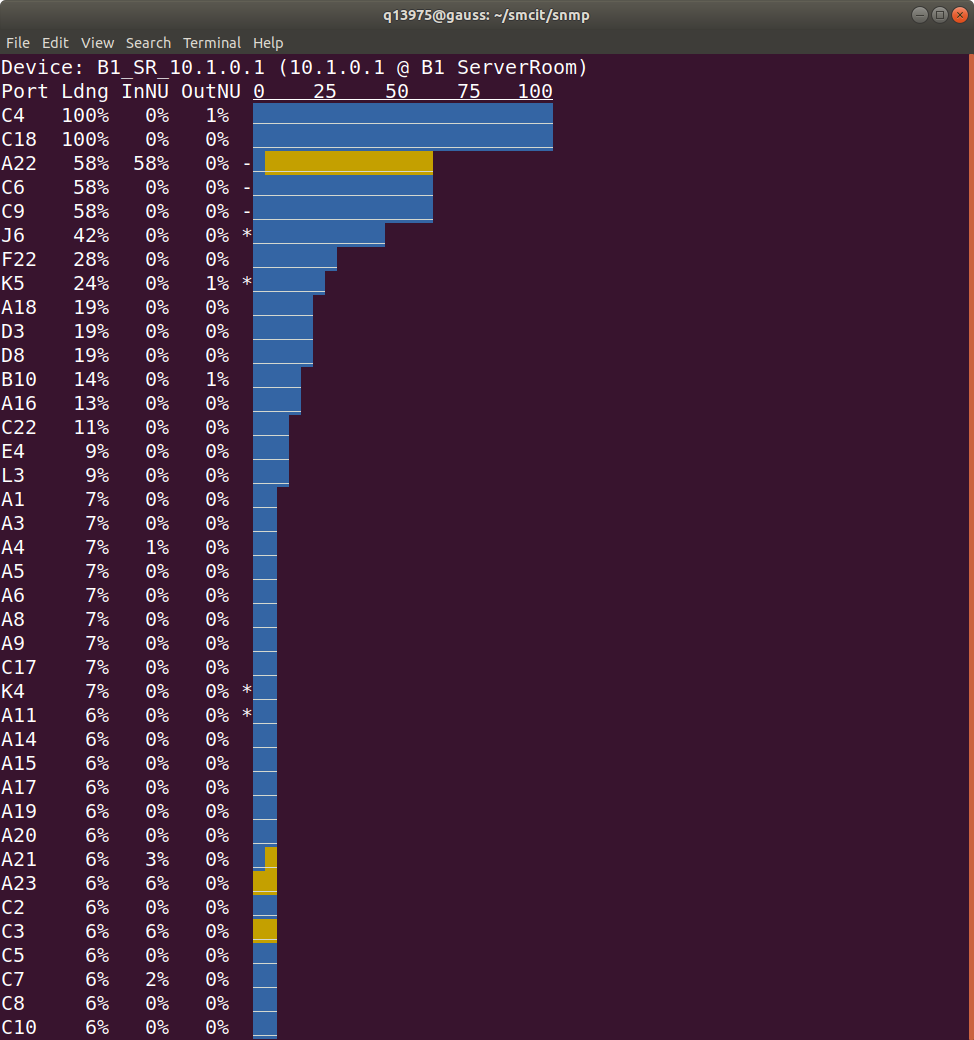 q13975@gauss: ~/smcit/snmp
File Edit View Search Terminal Help
Device: B1_SR_10.1.0.1 (10.1.0.1 @ B1 ServerRoom)
Port Ldng InNU OutNU 0 25 50 75 100
C4 100% 0% 1%
C18 100% 0% 0%
A22 58% 58% 0% -
C6 58% 0% 0% -
C9 58% 0% 0% -
J6 42% 0% 0% *
F22 28% 0% 0%
K5 24% 0% 1% *
A18 19% 0% 0%
D3 19% 0% 0%
D8 19% 0% 0%
B10 14% 0% 1%
A16 13% 0% 0%
C22 11% 0% 0%
E4 9% 0% 0%
L3 9% 0% 0%
A1 7% 0% 0%
A3 7% 0% 0%
A4 7% 1% 0%
A5 7% 0% 0%
A6 7% 0% 0%
A8 7% 0% 0%
A9 7% 0% 0%
C17 7% 0% 0%
K4 7% 0% 0% *
A11 6% 0% 0% *
A14 6% 0% 0%
A15 6% 0% 0%
A17 6% 0% 0%
A19 6% 0% 0%
A20 6% 0% 0%
A21 6% 3% 0%
A23 6% 6% 0%
C2 6% 0% 0%
C3 6% 6% 0%
C5 6% 0% 0%
C7 6% 2% 0%
C8 6% 0% 0%
C10 6% 0% 0%